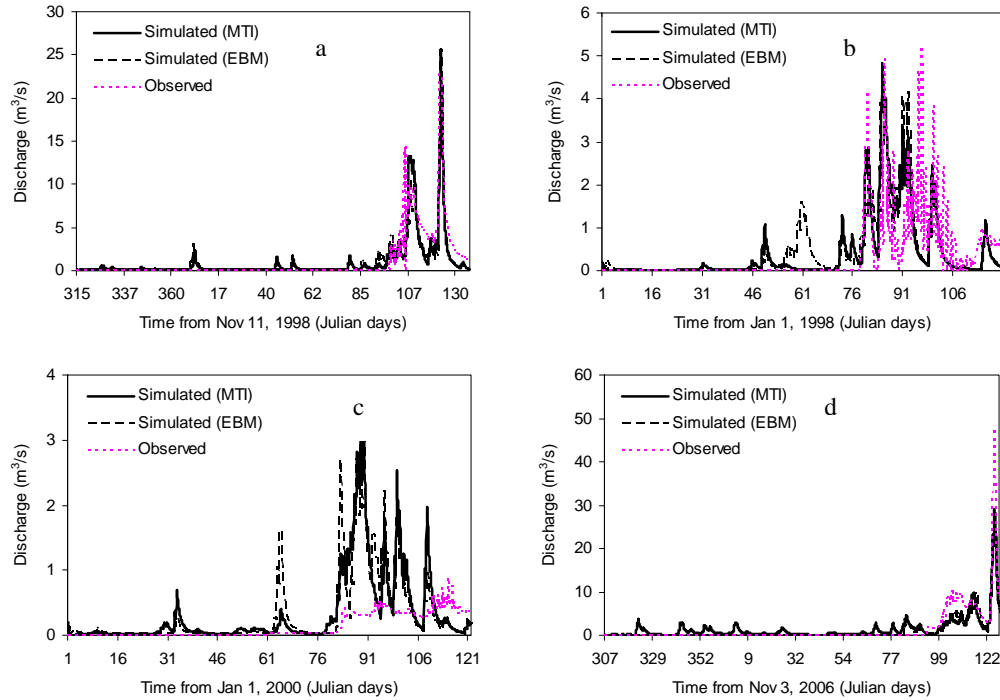 30
25
20
15
10
5
0
Discharge (m³/s)
Simulated (MTI)
Simulated (EBM)
Observed
a
315 337 360 17 40 62 85 107 130
Time from Nov 11, 1998 (Julian days)
6
5
4
3
2
1
0
Discharge (m³/s)
Simulated (MTI)
Simulated (EBM)
Observed
b
1 16 31 46 61 76 91 106
Time from Jan 1, 1998 (Julian days)
4
3
2
1
0
Discharge (m³/s)
Simulated (MTI)
Simulated (EBM)
Observed
c
1 16 31 46 61 76 91 106 121
Time from Jan 1, 2000 (Julian days)
60
50
40
30
20
10
0
Discharge (m³/s)
Simulated (MTI)
Simulated (EBM)
Observed
d
307 329 352 9 32 54 77 99 122
Time from Nov 3, 2006 (Julian days)